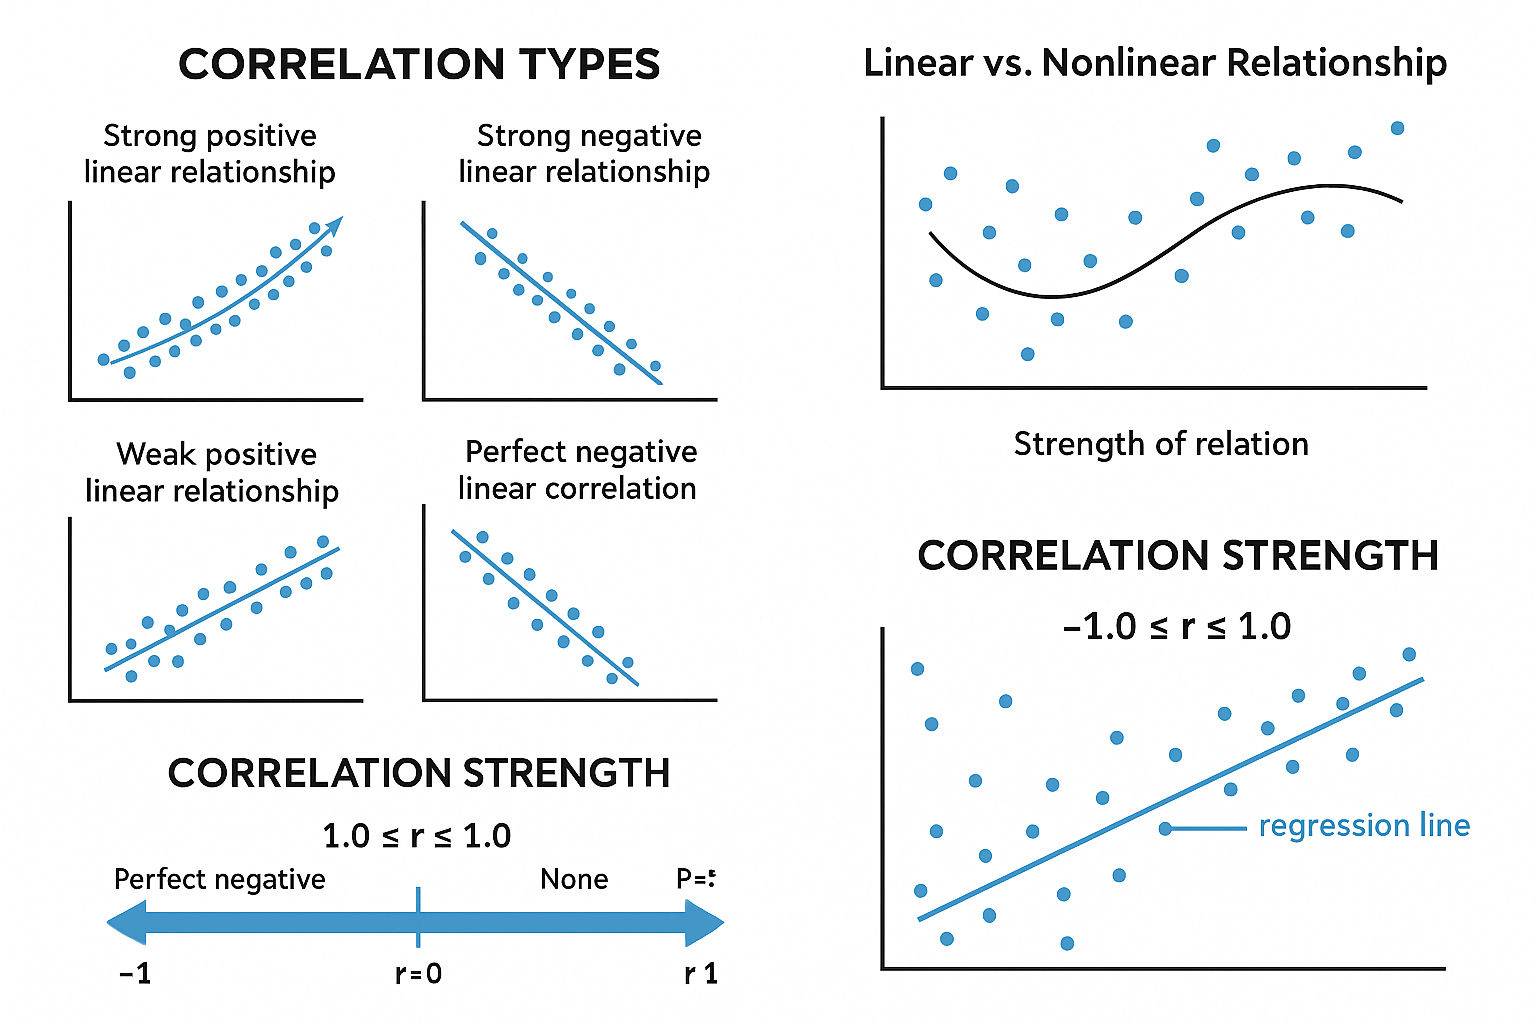 CORRELATION TYPES
Strong positive
linear relationship
Strong negative
linear relationship
Weak positive
linear relationship
Perfect negative
linear correlation
CORRELATION STRENGTH
1.0 ≤ r ≤ 1.0
Perfect negative
None
–1
r=0
r 1
Linear vs. Nonlinear Relationship
Strength of relation
CORRELATION STRENGTH
–1.0 ≤ r ≤ 1.0
regression line